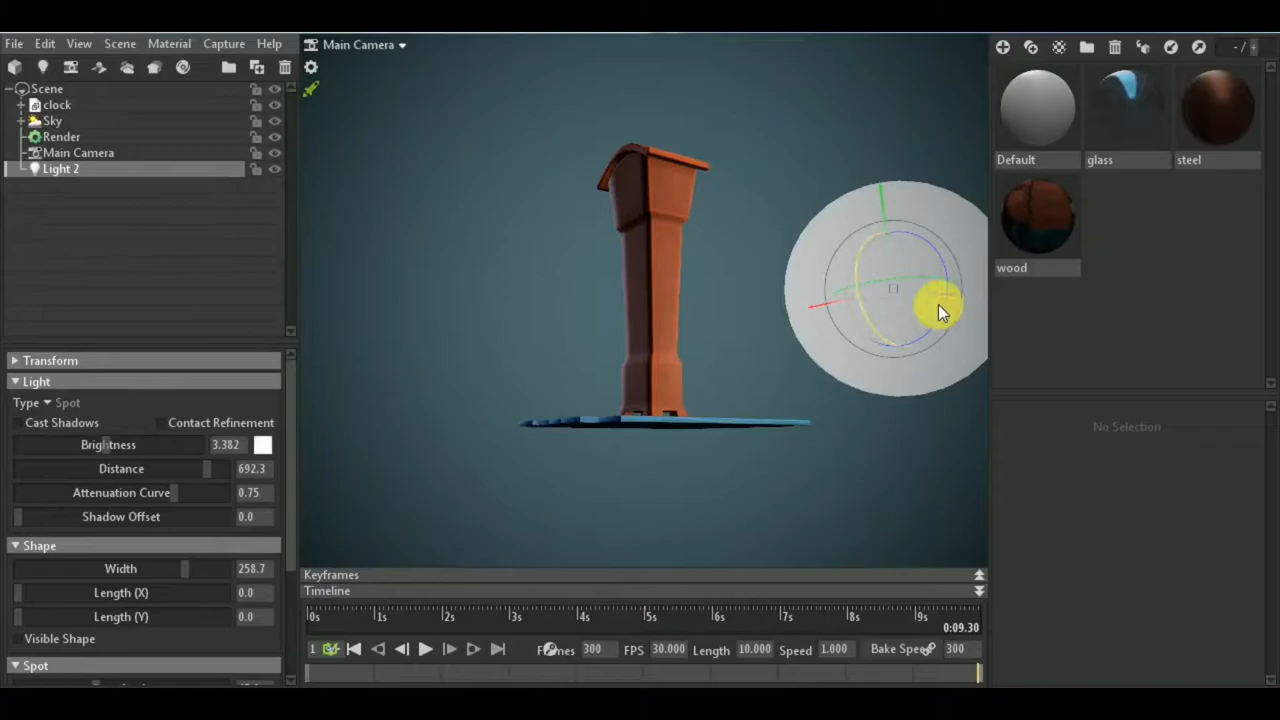 File Edit View Scene Material Capture Help
Main Camera
- / +
Scene
clock
Sky
Render
Main Camera
Light 2
Default glass steel
wood
Transform
Light
Type Spot
Cast Shadows Contact Refinement
Brightness 3.382
Distance 692.3
Attenuation Curve 0.75
Shadow Offset 0.0
Shape
Width 258.7
Length (X) 0.0
Length (Y) 0.0
Visible Shape
Spot
No Selection
Keyframes
Timeline
0s 1s 2s 3s 4s 5s 6s 7s 8s 9s
0:09.30
1 Frames 300 FPS 30.000 Length 10.000 Speed 1.000 Bake Speed 300